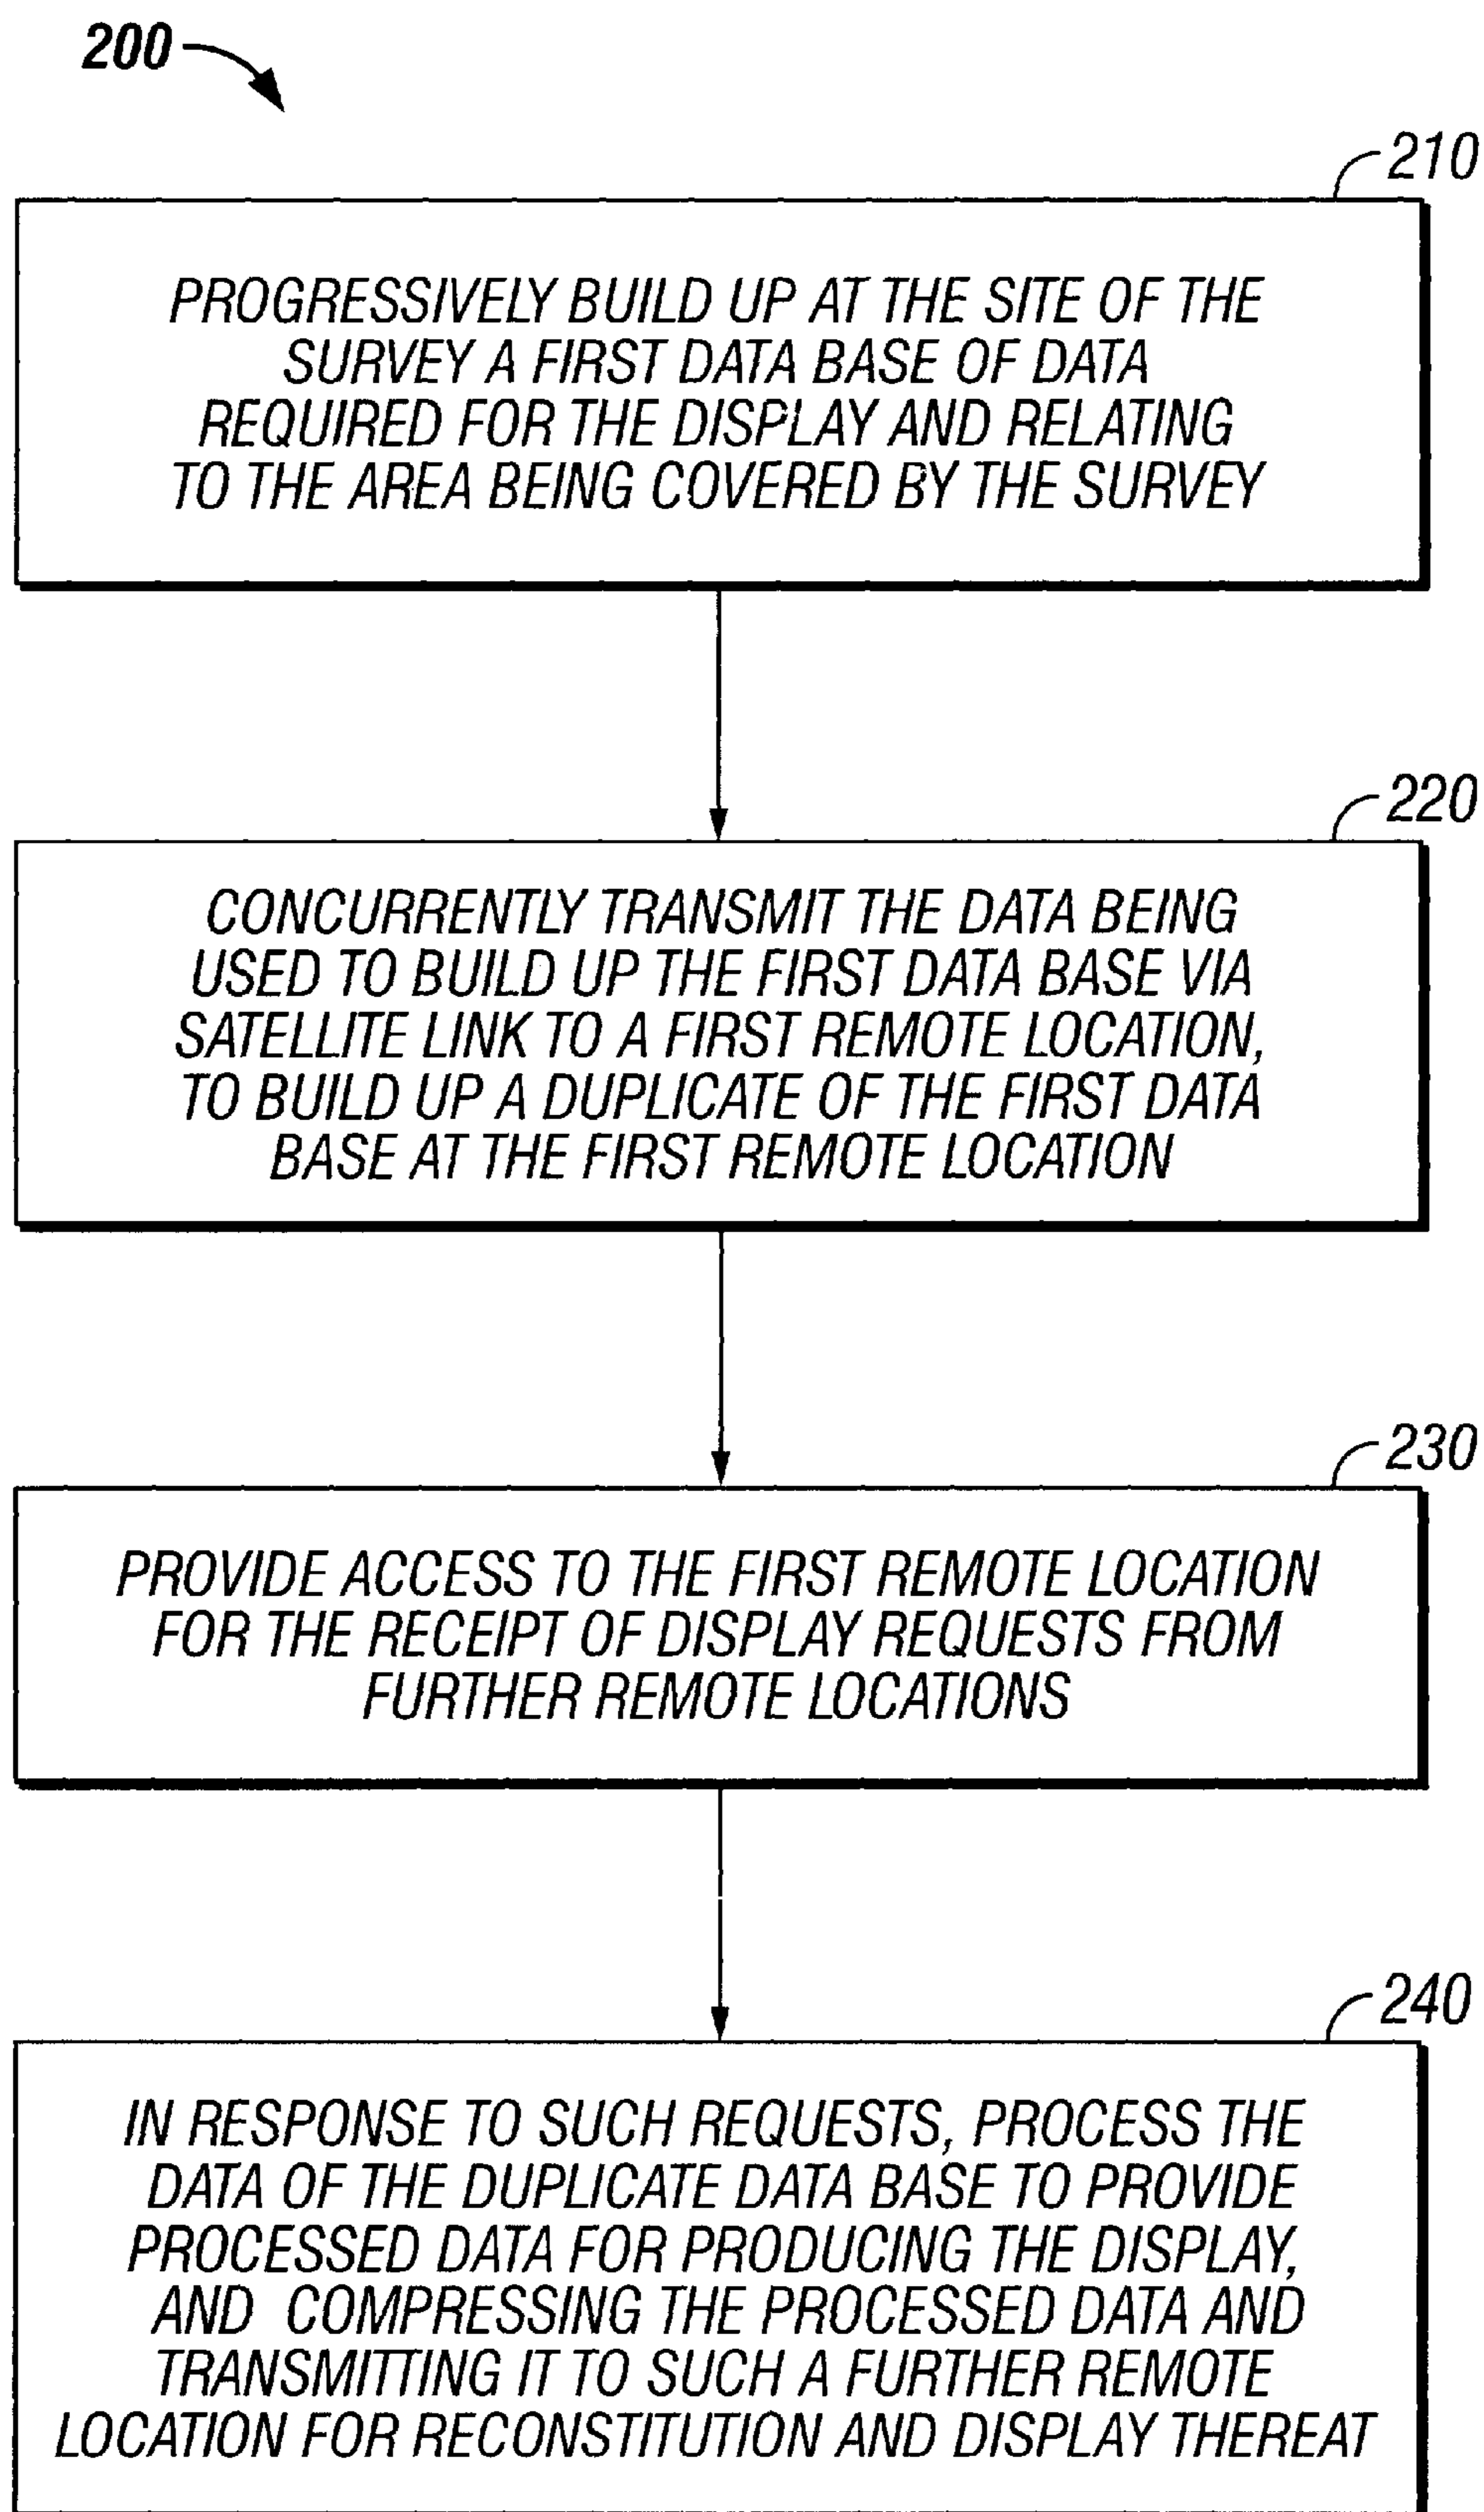 200
210
PROGRESSIVELY BUILD UP AT THE SITE OF THE
SURVEY A FIRST DATA BASE OF DATA
REQUIRED FOR THE DISPLAY AND RELATING
TO THE AREA BEING COVERED BY THE SURVEY
220
CONCURRENTLY TRANSMIT THE DATA BEING
USED TO BUILD UP THE FIRST DATA BASE VIA
SATELLITE LINK TO A FIRST REMOTE LOCATION,
TO BUILD UP A DUPLICATE OF THE FIRST DATA
BASE AT THE FIRST REMOTE LOCATION
230
PROVIDE ACCESS TO THE FIRST REMOTE LOCATION
FOR THE RECEIPT OF DISPLAY REQUESTS FROM
FURTHER REMOTE LOCATIONS
240
IN RESPONSE TO SUCH REQUESTS, PROCESS THE
DATA OF THE DUPLICATE DATA BASE TO PROVIDE
PROCESSED DATA FOR PRODUCING THE DISPLAY,
AND COMPRESSING THE PROCESSED DATA AND
TRANSMITTING IT TO SUCH A FURTHER REMOTE
LOCATION FOR RECONSTITUTION AND DISPLAY THEREAT